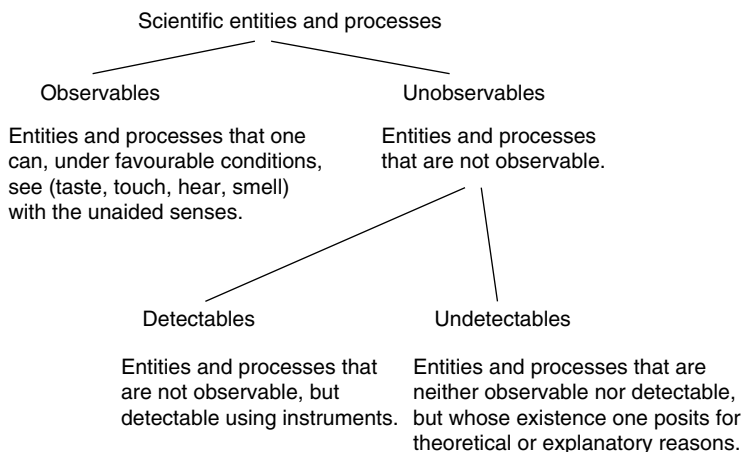 Scientific entities and processes
Observables
Entities and processes that one
can, under favourable conditions,
see (taste, touch, hear, smell)
with the unaided senses.
Unobservables
Entities and processes
that are not observable.
Detectables
Entities and processes that
are not observable, but
detectable using instruments.
Undetectables
Entities and processes that are
neither observable nor detectable,
but whose existence one posits for
theoretical or explanatory reasons.